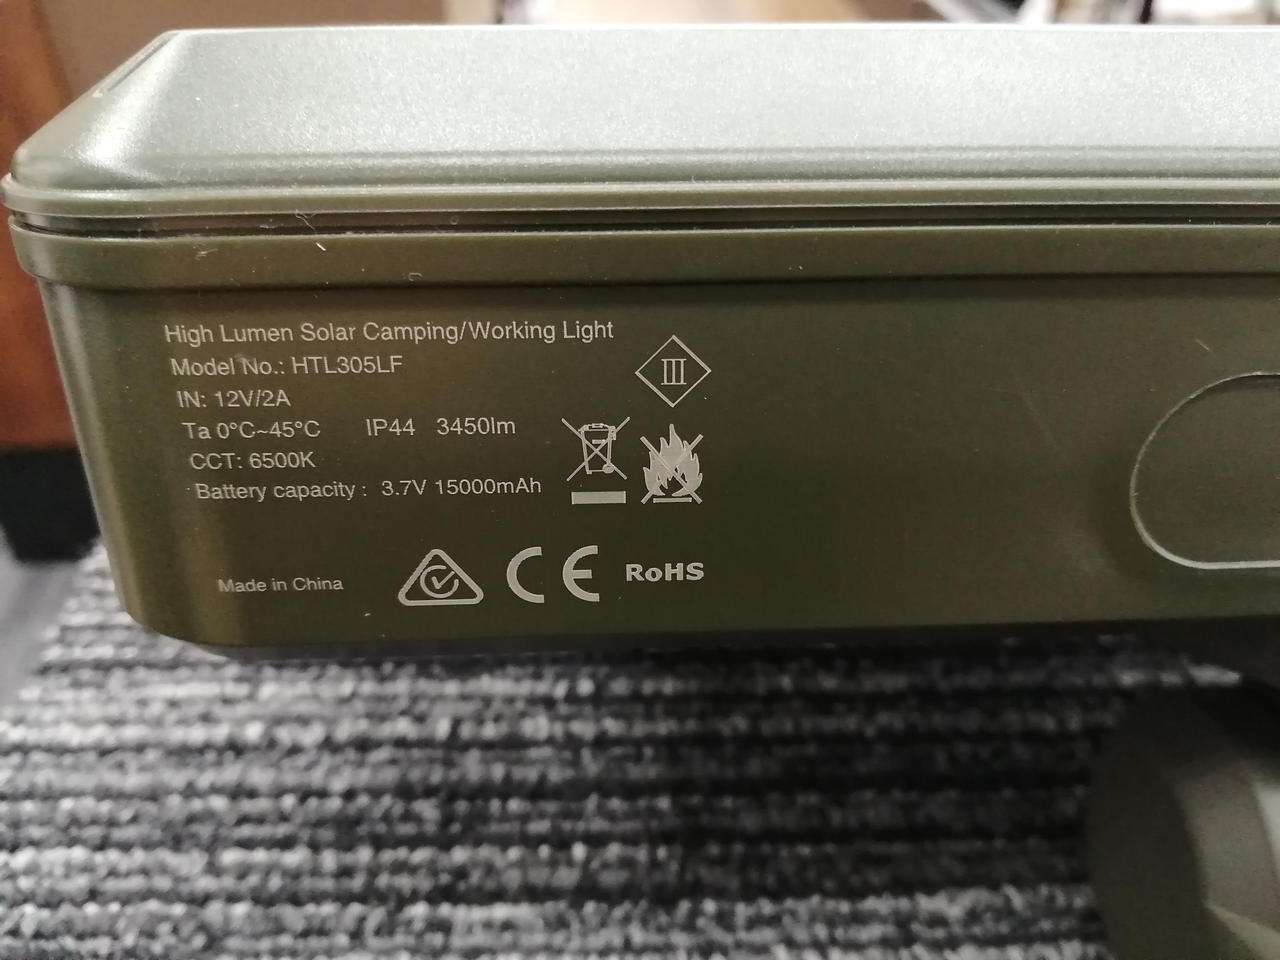 High Lumen Solar Camping/Working Light
Model No.: HTL305LF
III
IN: 12V/2A
Ta 0°C~45°C IP44 3450lm
CCT: 6500K
Battery capacity : 3.7V 15000mAh
Made in China
CE
RoHS